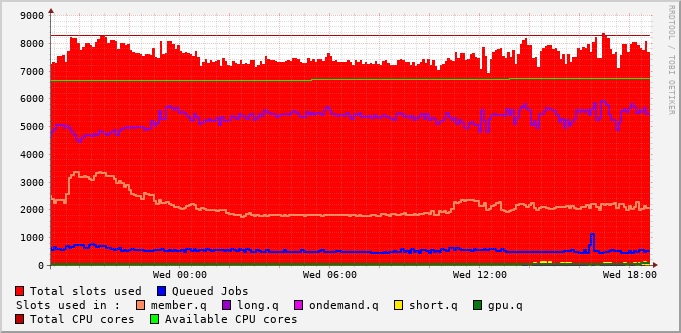 9000
8000
7000
6000
5000
4000
3000
2000
1000
0
Wed 00:00 Wed 06:00 Wed 12:00 Wed 18:00
RRDTOOL / TOBI OETIKER
Total slots used Queued Jobs
Slots used in : member.q long.q ondemand.q short.q gpu.q
Total CPU cores Available CPU cores